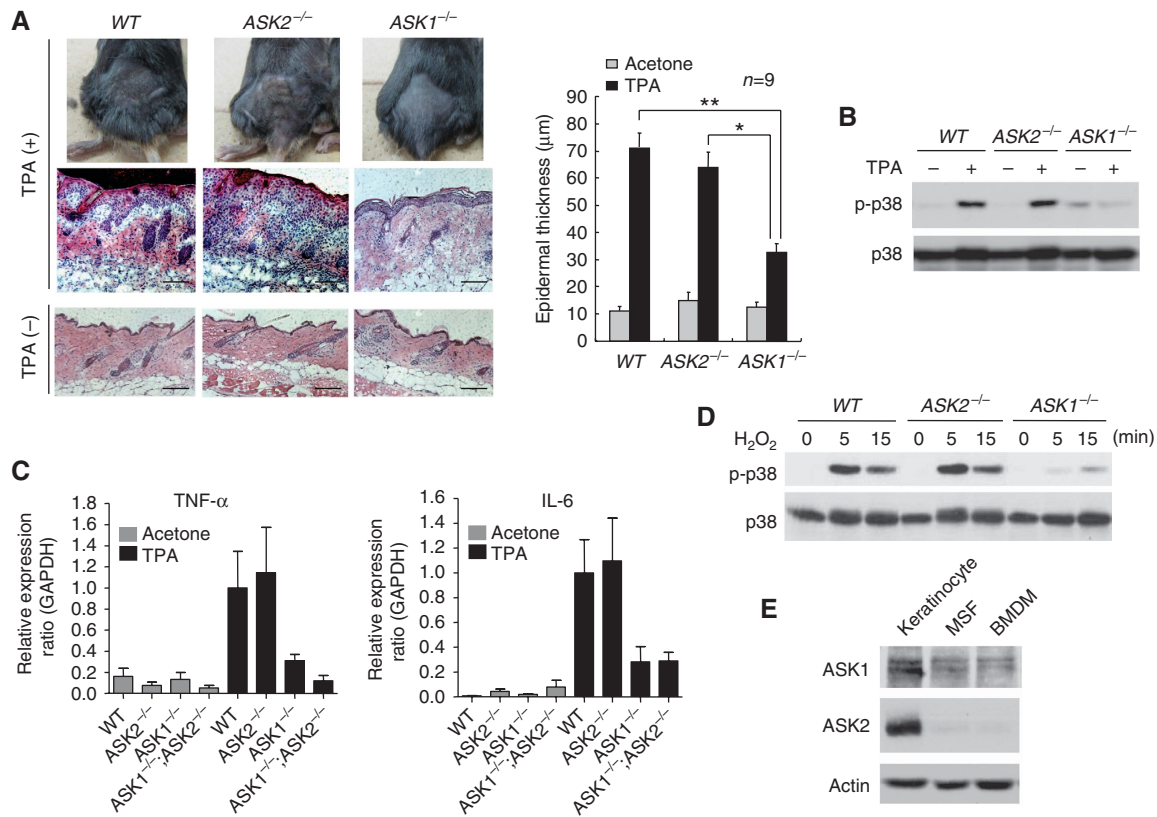 A
WT ASK2–/– ASK1–/–
TPA (+)
TPA (–)
Acetone
TPA
n=9
**
*
Epidermal thickness (μm)
90
80
70
60
50
40
30
20
10
0
WT ASK2–/– ASK1–/–
B
WT ASK2–/– ASK1–/–
TPA – + – + – +
p-p38
p38
C
TNF-α
Acetone
TPA
Relative expression
ratio (GAPDH)
1.8
1.6
1.4
1.2
1.0
0.8
0.6
0.4
0.2
0.0
WT
ASK2–/–
ASK1–/–
ASK1–/–;ASK2–/–
WT
ASK2–/–
ASK1–/–
ASK1–/–;ASK2–/–
IL-6
Acetone
TPA
Relative expression
ratio (GAPDH)
1.6
1.4
1.2
1.0
0.8
0.6
0.4
0.2
0.0
WT
ASK2–/–
ASK1–/–
ASK1–/–;ASK2–/–
WT
ASK2–/–
ASK1–/–
ASK1–/–;ASK2–/–
D
WT ASK2–/– ASK1–/–
H2O2 0 5 15 0 5 15 0 5 15 (min)
p-p38
p38
E
Keratinocyte
MSF
BMDM
ASK1
ASK2
Actin